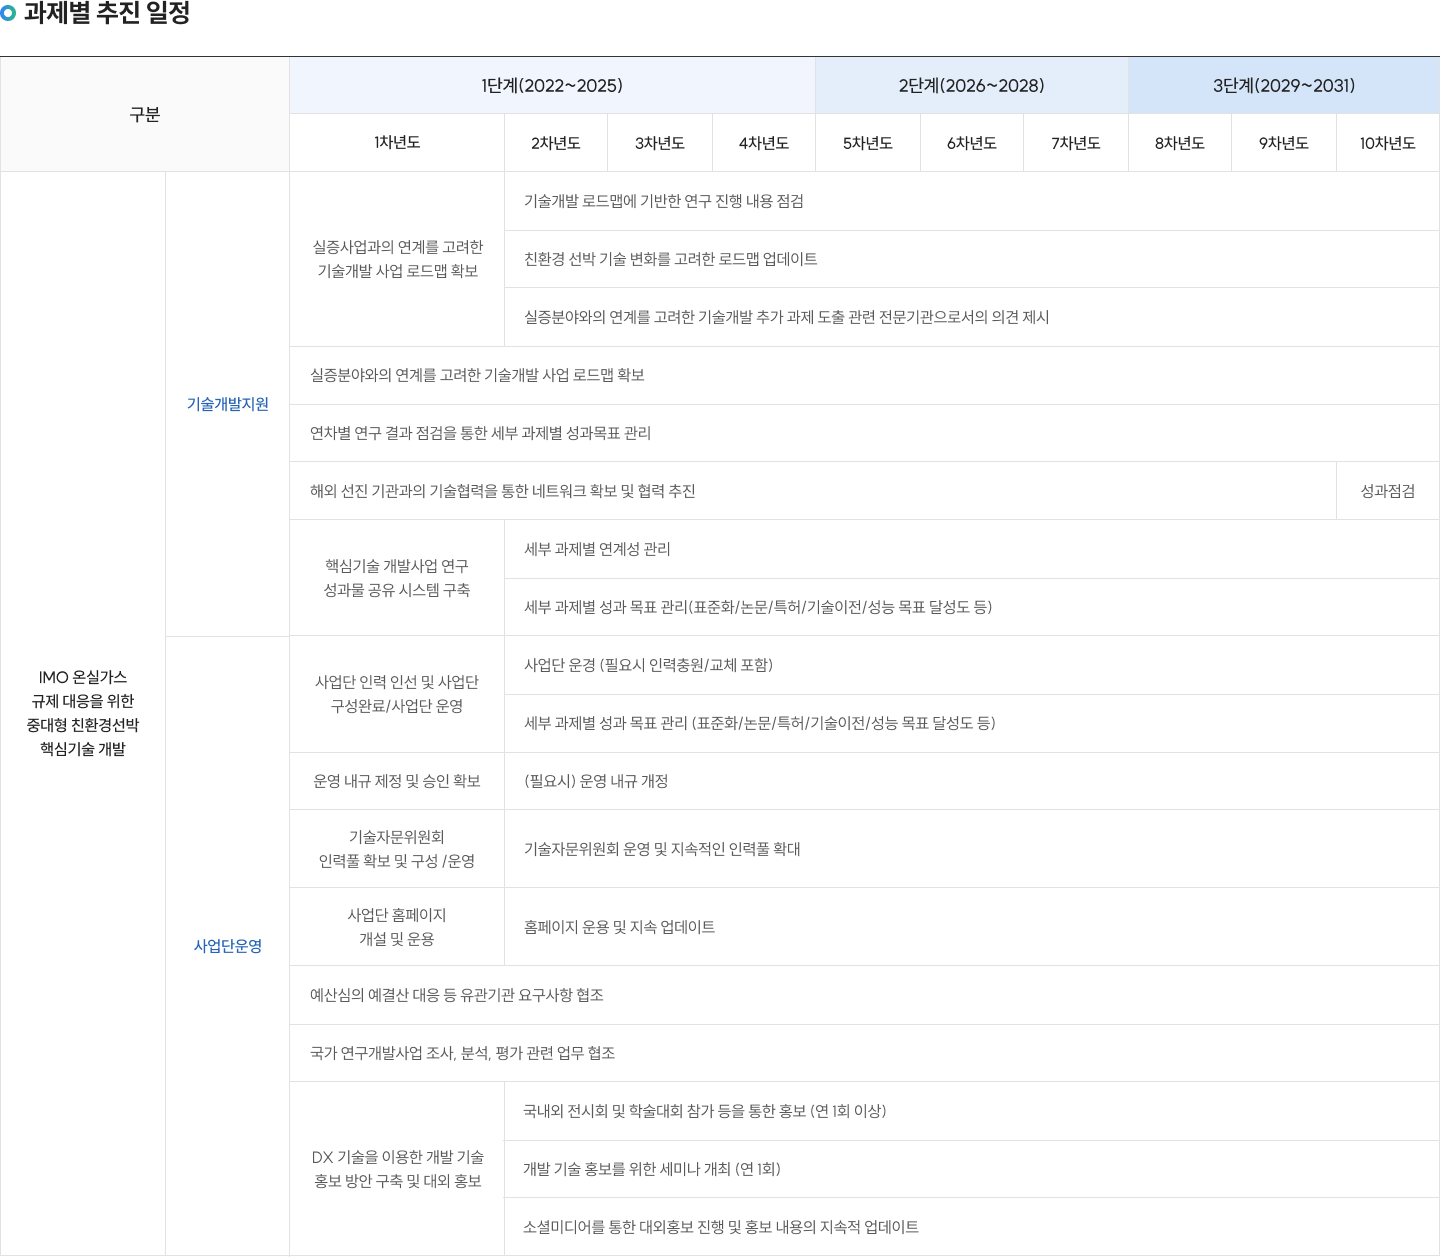 과제별 추진 일정
구분
1단계(2022~2025)
2단계(2026~2028)
3단계(2029~2031)
1차년도
2차년도
3차년도
4차년도
5차년도
6차년도
7차년도
8차년도
9차년도
10차년도
IMO 온실가스
규제 대응을 위한
중대형 친환경선박
핵심기술 개발
기술개발지원
실증사업과의 연계를 고려한
기술개발 사업 로드맵 확보
기술개발 로드맵에 기반한 연구 진행 내용 점검
친환경 선박 기술 변화를 고려한 로드맵 업데이트
실증분야와의 연계를 고려한 기술개발 추가 과제 도출 관련 전문기관으로서의 의견 제시
실증분야와의 연계를 고려한 기술개발 사업 로드맵 확보
연차별 연구 결과 점검을 통한 세부 과제별 성과목표 관리
해외 선진 기관과의 기술협력을 통한 네트워크 확보 및 협력 추진
성과점검
핵심기술 개발사업 연구
성과물 공유 시스템 구축
세부 과제별 연계성 관리
세부 과제별 성과 목표 관리(표준화/논문/특허/기술이전/성능 목표 달성도 등)
사업단운영
사업단 인력 인선 및 사업단
구성완료/사업단 운영
사업단 운경 (필요시 인력충원/교체 포함)
세부 과제별 성과 목표 관리 (표준화/논문/특허/기술이전/성능 목표 달성도 등)
운영 내규 제정 및 승인 확보
(필요시) 운영 내규 개정
기술자문위원회
인력풀 확보 및 구성 /운영
기술자문위원회 운영 및 지속적인 인력풀 확대
사업단 홈페이지
개설 및 운용
홈페이지 운용 및 지속 업데이트
예산심의 예결산 대응 등 유관기관 요구사항 협조
국가 연구개발사업 조사, 분석, 평가 관련 업무 협조
DX 기술을 이용한 개발 기술
홍보 방안 구축 및 대외 홍보
국내외 전시회 및 학술대회 참가 등을 통한 홍보 (연 1회 이상)
개발 기술 홍보를 위한 세미나 개최 (연 1회)
소셜미디어를 통한 대외홍보 진행 및 홍보 내용의 지속적 업데이트